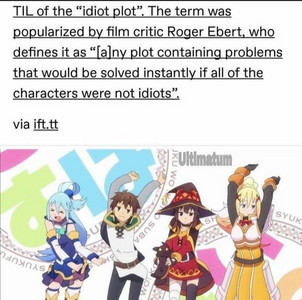 TIL of the "idiot plot". The term was
popularized by film critic Roger Ebert, who
defines it as "[a]ny plot containing problems
that would be solved instantly if all of the
characters were not idiots".
via ift.tt
Ultimatum